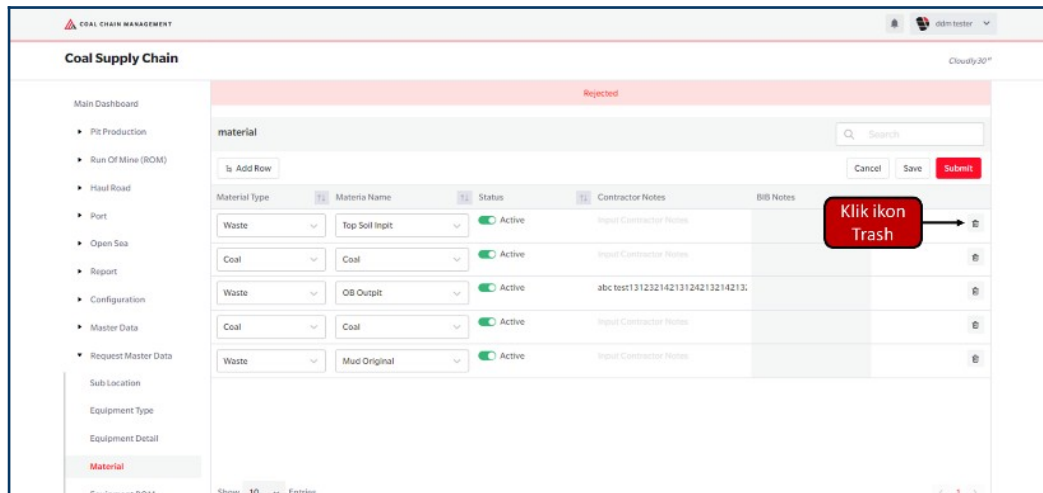 COAL CHAIN MANAGEMENT
ddm tester
Coal Supply Chain
Cloudly30°
Main Dashboard
Rejected
Pit Production
material
Search
Run Of Mine (ROM)
Add Row
Cancel Save Submit
Haul Road
Material Type Materia Name Status Contractor Notes BIB Notes
Port
Waste Top Soil Inpit Active Input Contractor Notes
Klik ikon
Trash
Open Sea
Coal Coal Active Input Contractor Notes
Report
Configuration
Waste OB Outpit Active abc test1312321421312421321421321
Master Data
Coal Coal Active Input Contractor Notes
Request Master Data
Waste Mud Original Active Input Contractor Notes
Sub Location
Equipment Type
Equipment Detail
Material
Show 10 Entries
1